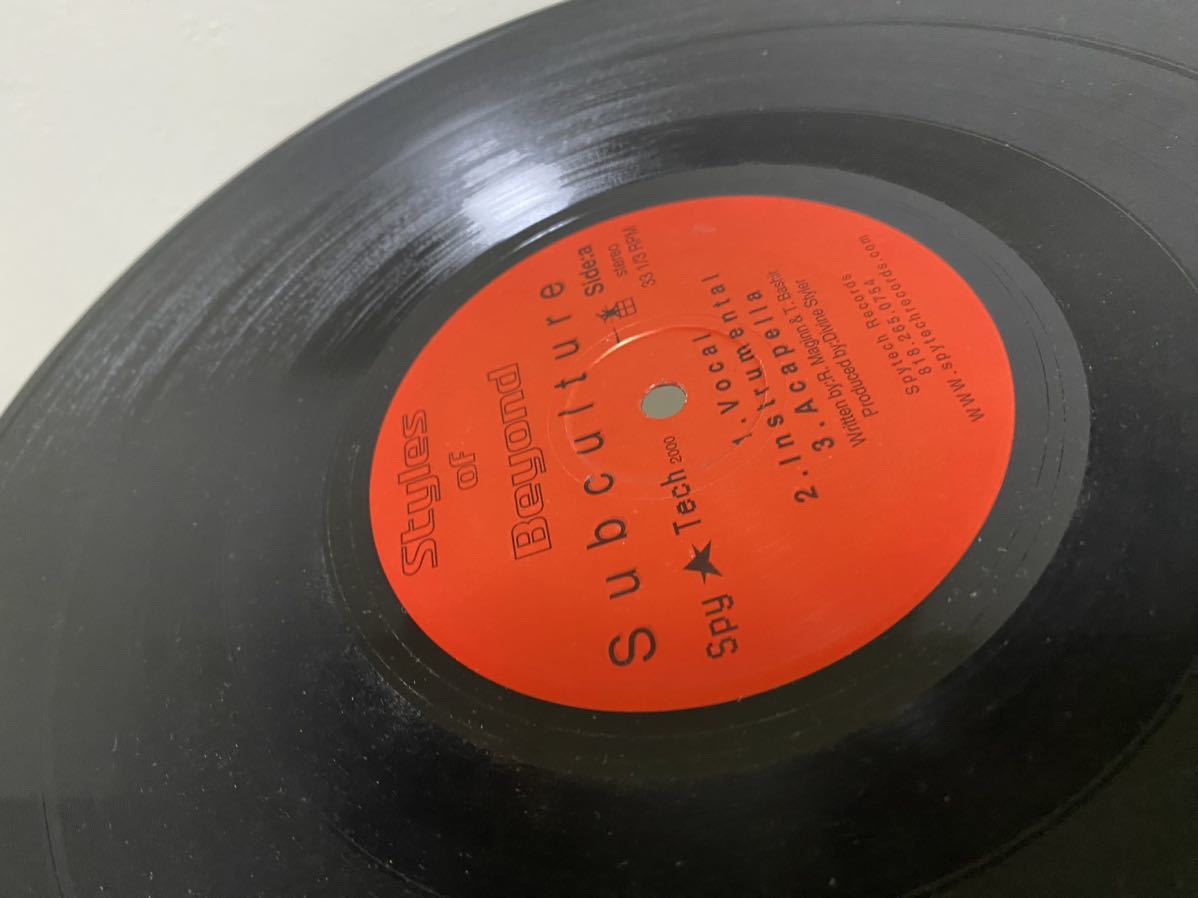 Styles
of
Beyond
Subculture
Side:a
stereo
33 1/3 RPM
Spy ★ Tech 2000
1. Vocal
2. Instrumental
3. Acapella
Written by: R. Maginn & T. Bashir
Produced by: Divine Styler
Spytech Records
818.265.0754
www.spytechrecords.com